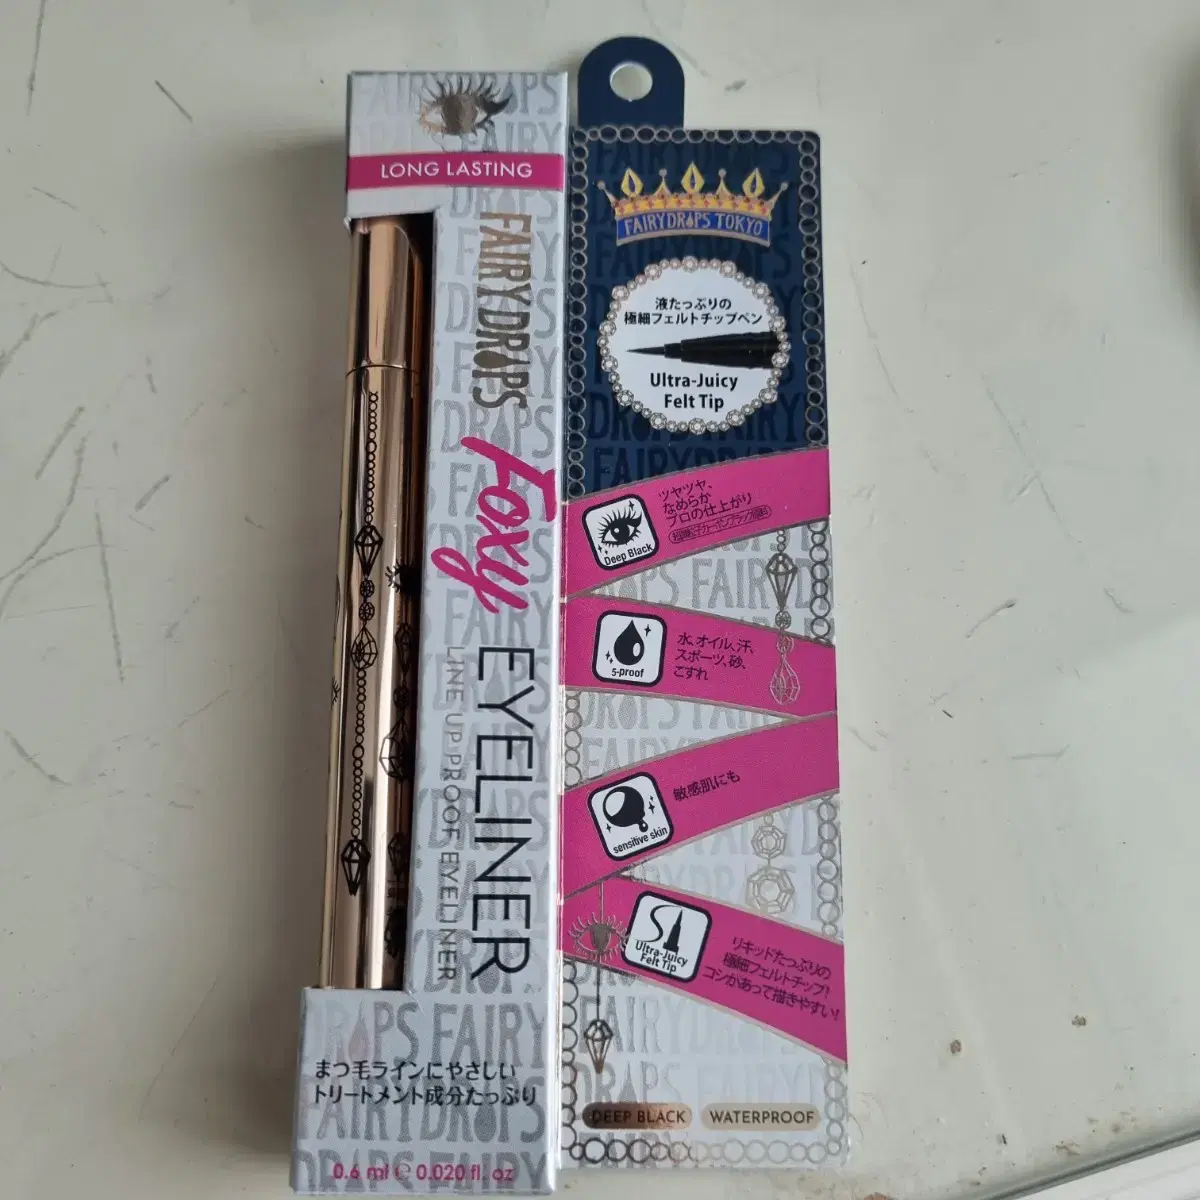 LONG LASTING
FAIRYDROPS
Foxy
EYELINER
LINE UP PROOF EYELINER
まつ毛ラインにやさしい
トリートメント成分たっぷり
0.6 ml ℮ 0.020 fl. oz
FAIRYDROPS TOKYO
液たっぷりの
極細フェルトチップペン
Ultra-Juicy
Felt Tip
Deep Black
ツヤツヤ、
なめらか
プロの仕上がり
5-proof
水、オイル、汗、
スポーツ、砂、
こすれ
sensitive skin
敏感肌にも
Ultra-Juicy
Felt Tip
リキッドたっぷりの
極細フェルトチップ!
コシがあって描きやすい!
DEEP BLACK
WATERPROOF